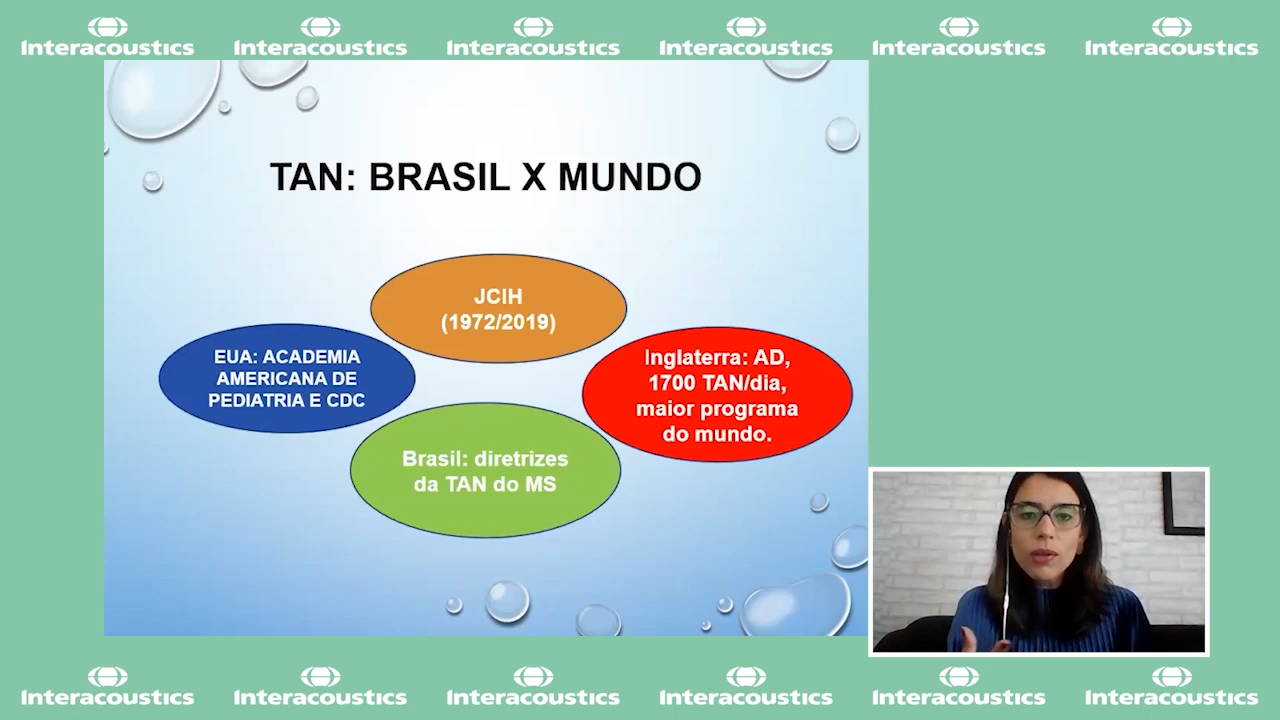 Interacoustics Interacoustics Interacoustics Interacoustics Interacoustics Interacoustics
TAN: BRASIL X MUNDO
JCIH
(1972/2019)
EUA: ACADEMIA
AMERICANA DE
PEDIATRIA E CDC
Inglaterra: AD,
1700 TAN/dia,
maior programa
do mundo.
Brasil: diretrizes
da TAN do MS
Interacoustics Interacoustics Interacoustics Interacoustics Interacoustics Interacoustics